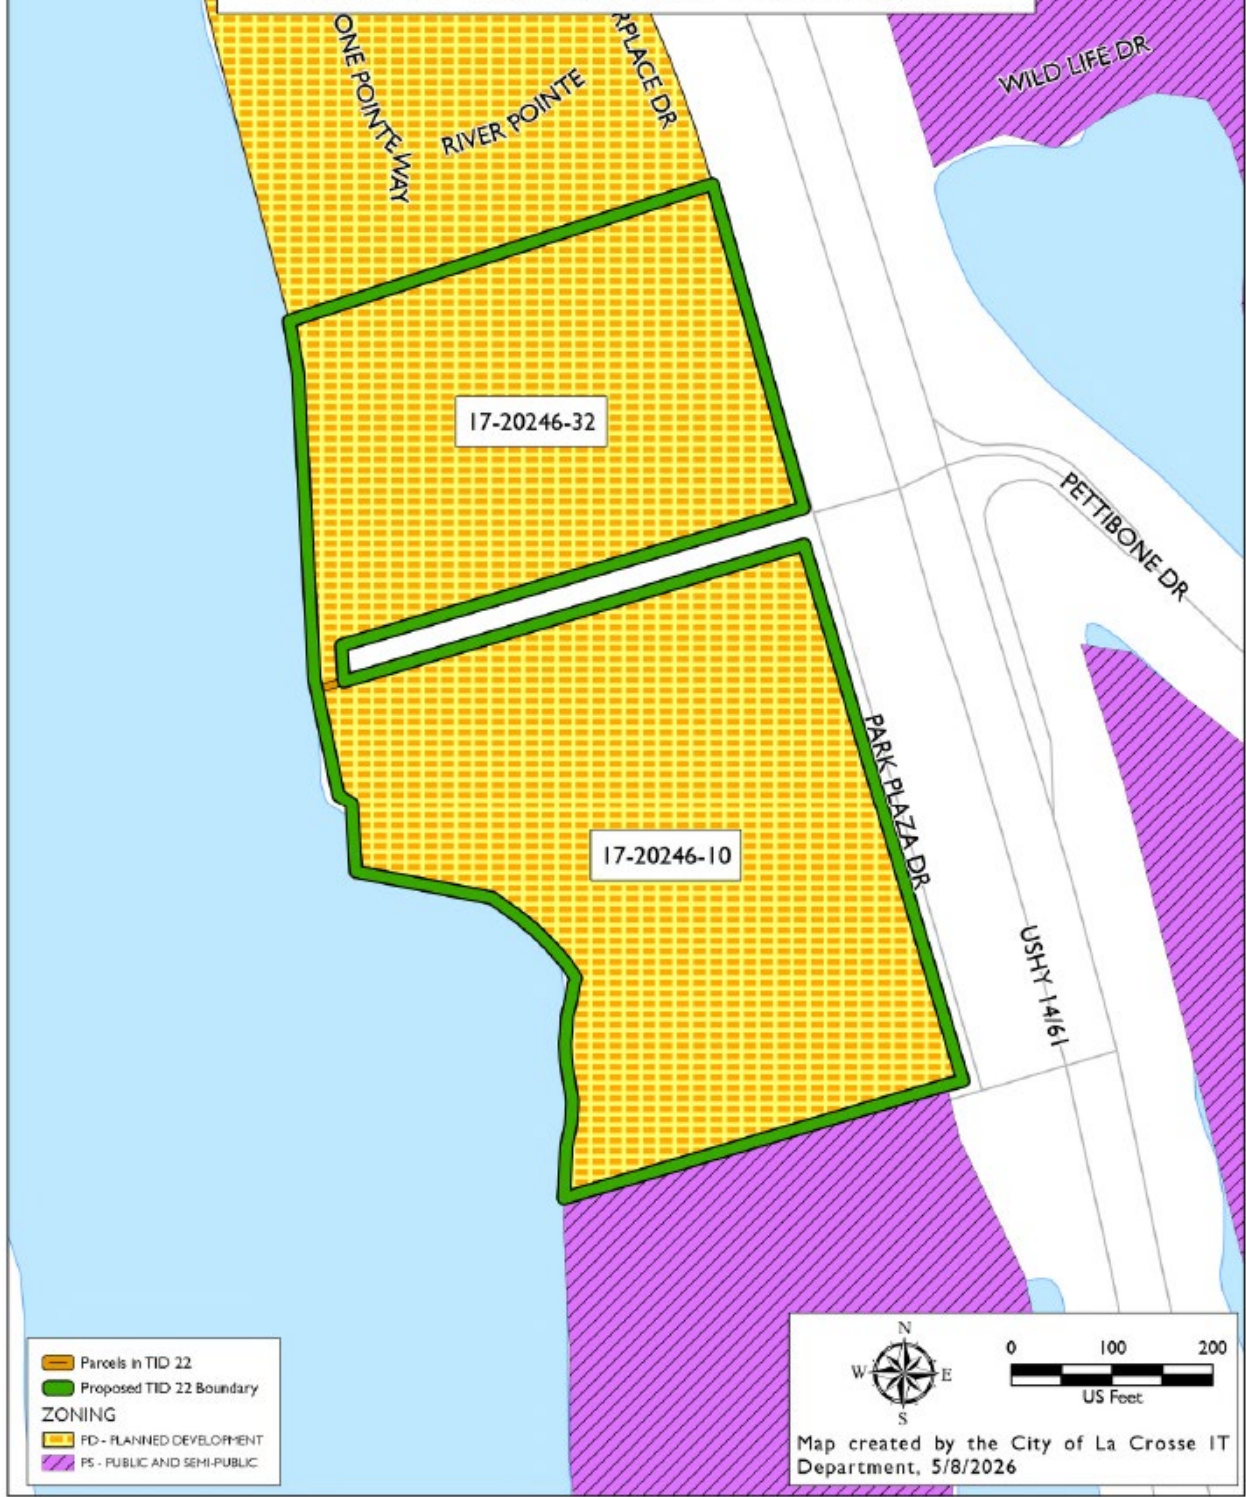 ONE POINTE WAY
RIVER POINTE
RPLACE DR
WILD LIFE DR
17-20246-32
PETTIBONE DR
17-20246-10
PARK PLAZA DR
USHY 14/61
Parcels in TID 22
Proposed TID 22 Boundary
ZONING
PD - PLANNED DEVELOPMENT
PS - PUBLIC AND SEMI-PUBLIC
N
W E
S
0 100 200
US Feet
Map created by the City of La Crosse IT
Department, 5/8/2026